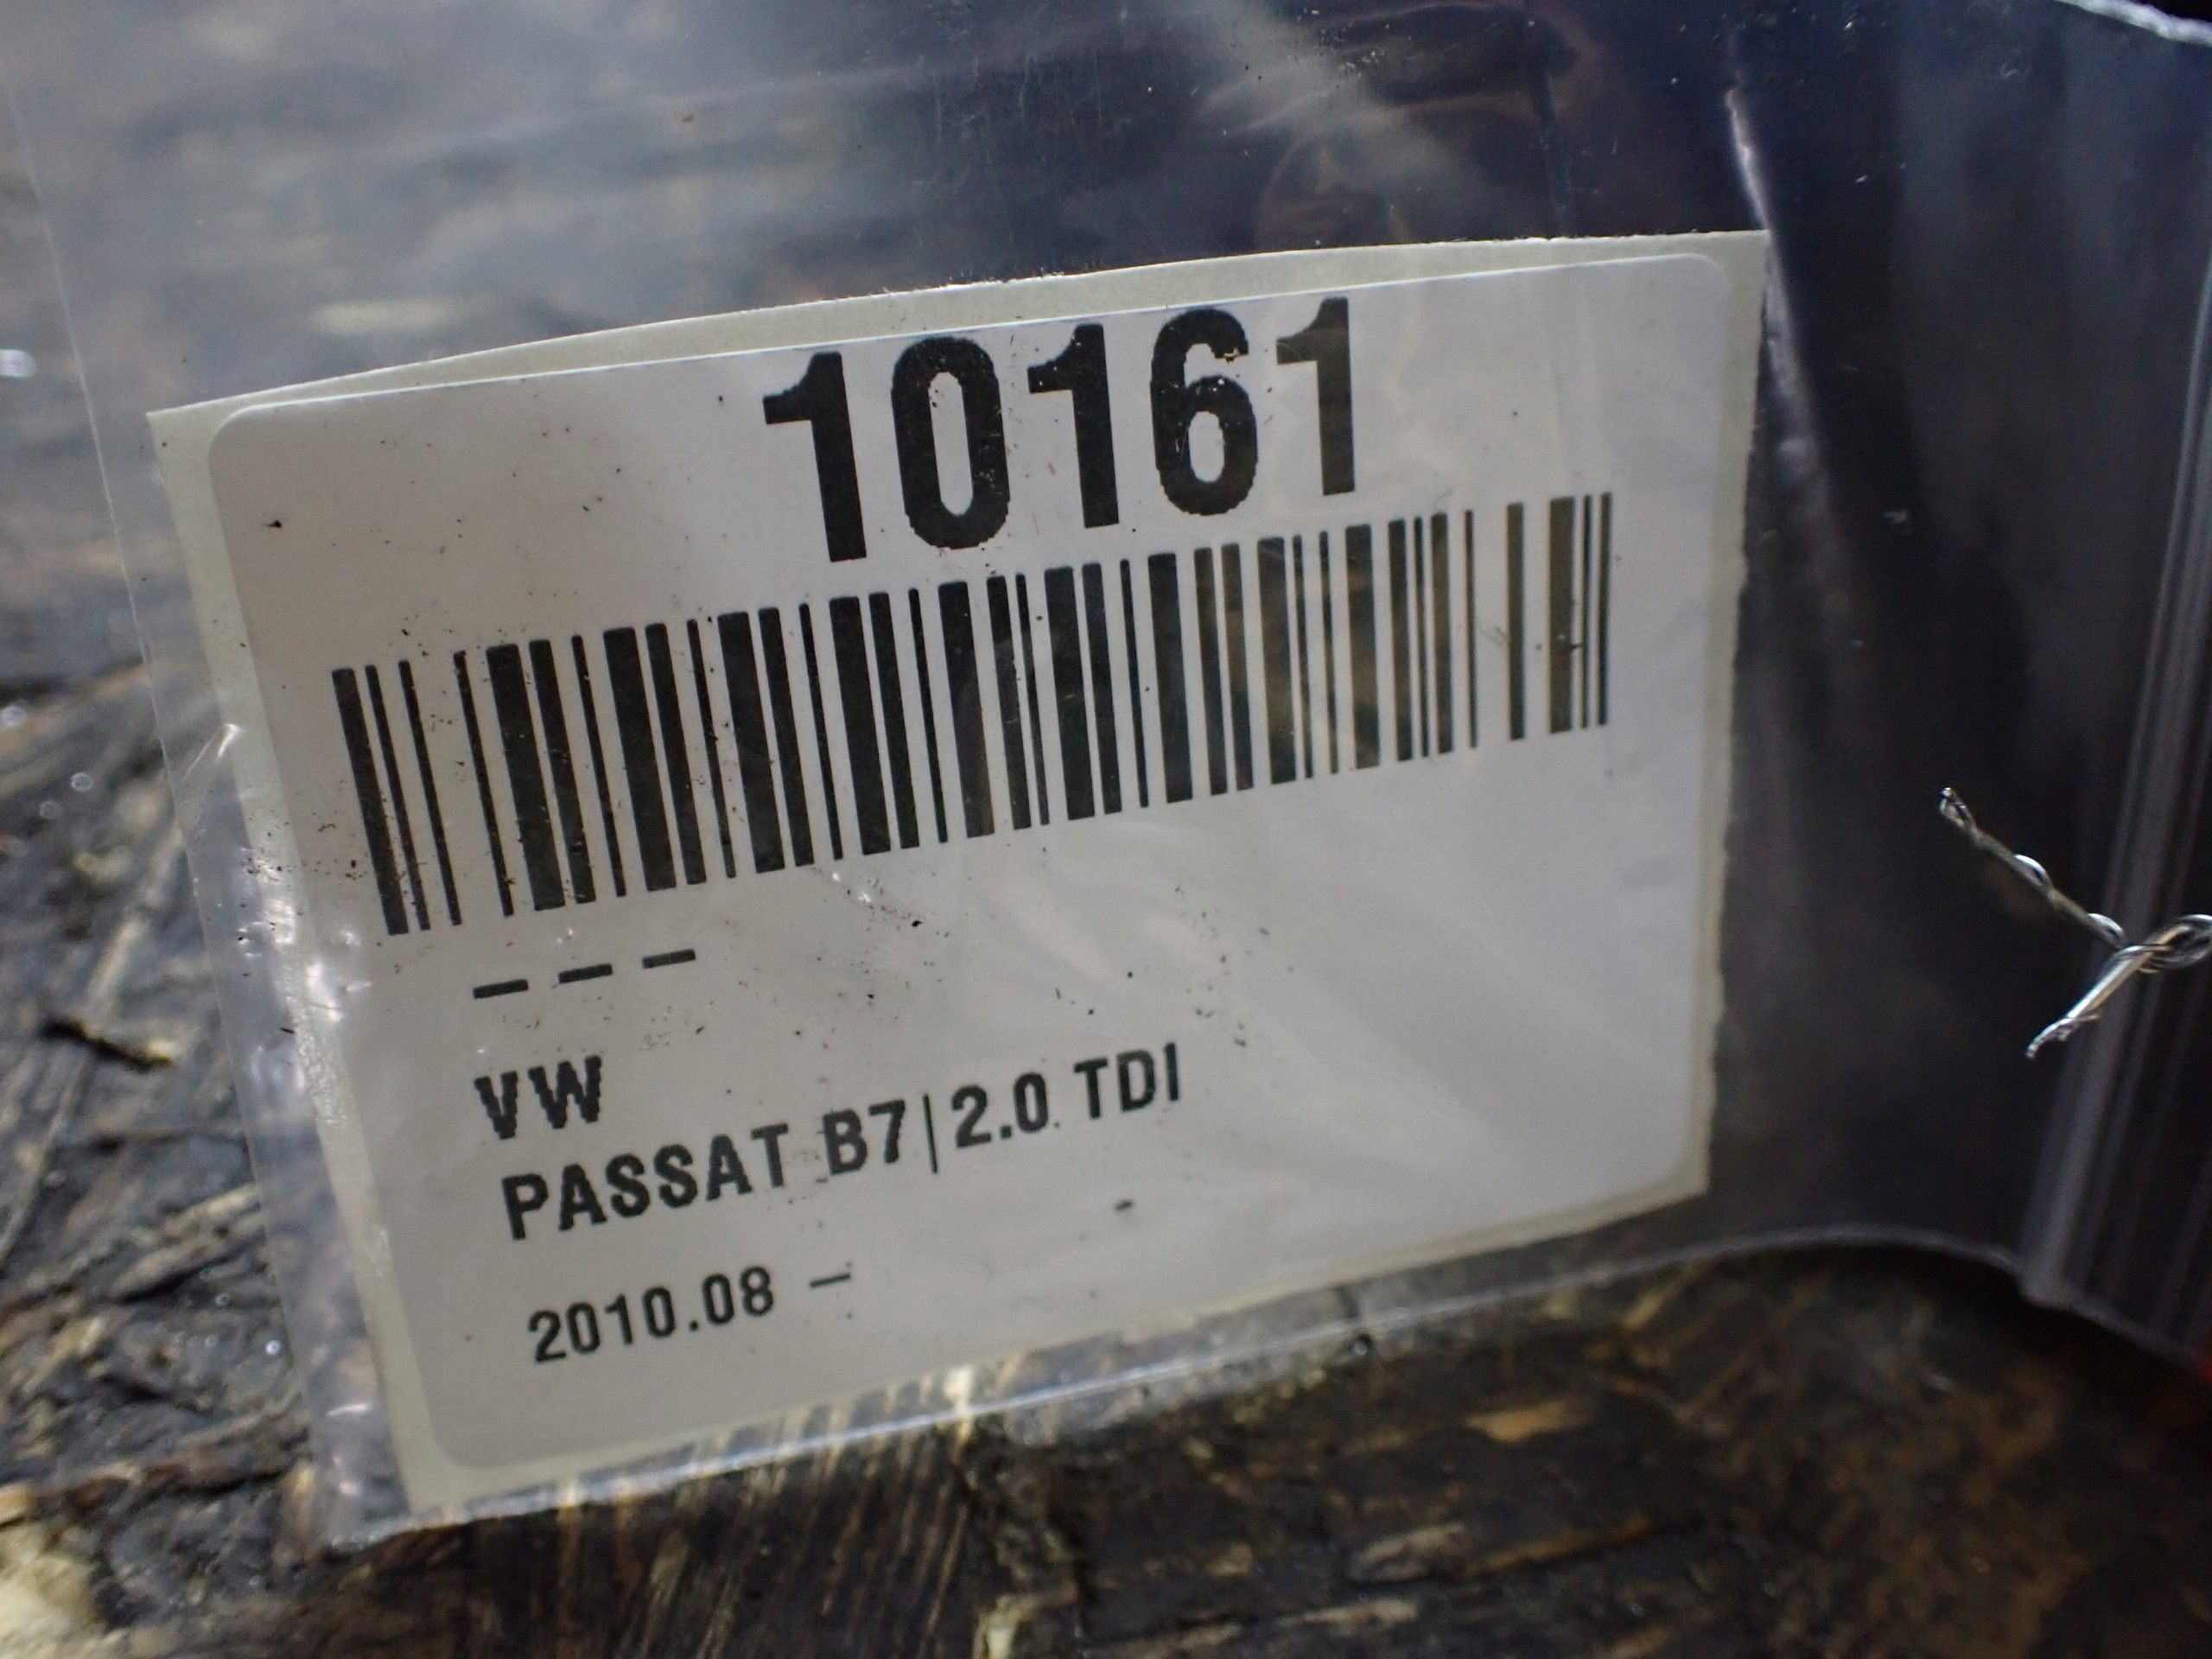 10161
---
VW
PASSAT B7|2.0 TDI
2010.08 -